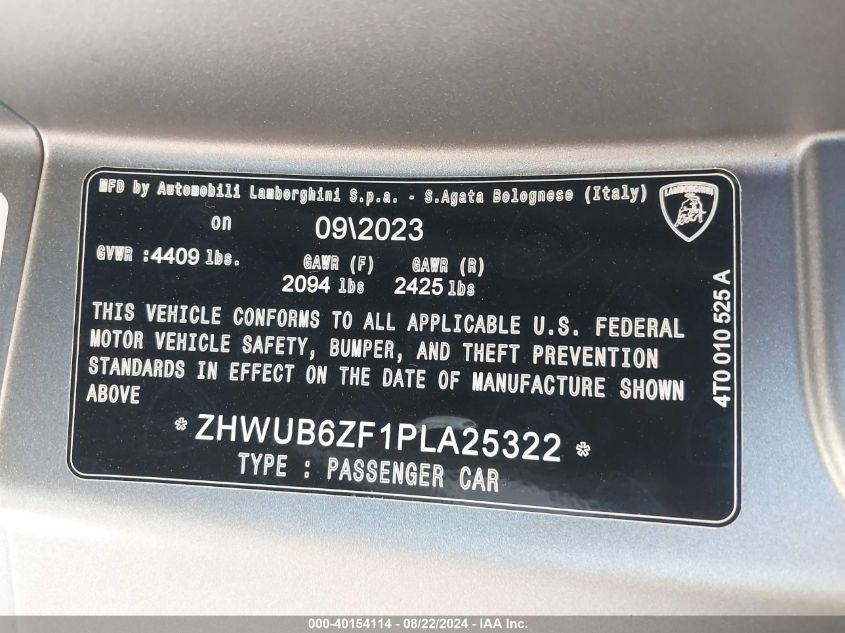 MFD by Automobili Lamborghini S.p.a. - S.Agata Bolognese (Italy)
LAMBORGHINI
on 09\2023
GVWR :4409 lbs. GAWR (F) GAWR (R)
2094 lbs 2425 lbs
THIS VEHICLE CONFORMS TO ALL APPLICABLE U.S. FEDERAL
MOTOR VEHICLE SAFETY, BUMPER, AND THEFT PREVENTION
STANDARDS IN EFFECT ON THE DATE OF MANUFACTURE SHOWN
ABOVE
* ZHWUB6ZF1PLA25322 *
TYPE : PASSENGER CAR
4T0 010 525 A
000-40154114 - 08/22/2024 - IAA Inc.